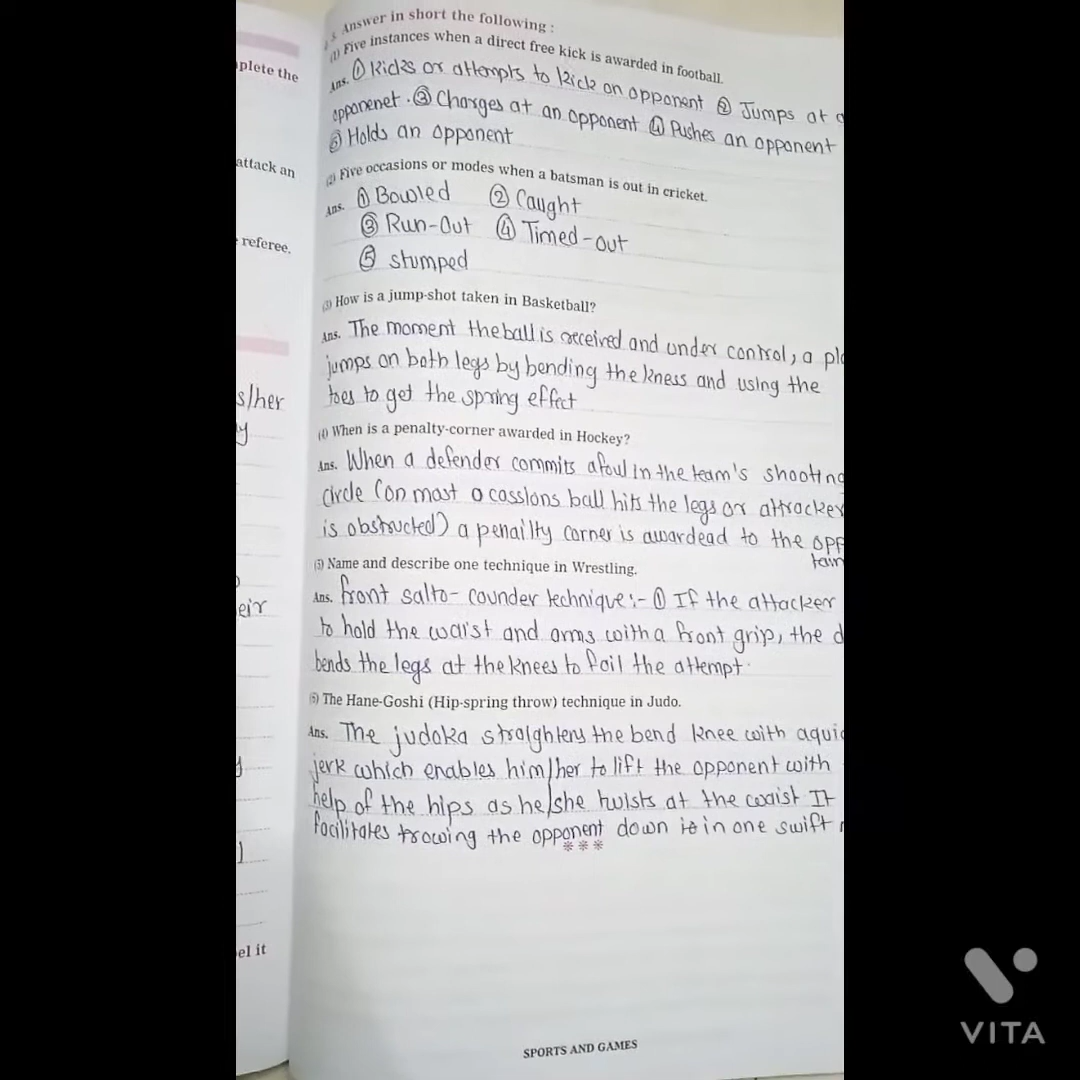 plete the
attack an
referee.
s/her
y
eir
el it
3. Answer in short the following :
(1) Five instances when a direct free kick is awarded in football.
Ans. ① Kicks or attempts to kick on opponent ② Jumps at
opponenet. ③ Charges at an opponent ④ Pushes an opponent
⑤ Holds an opponent
(2) Five occasions or modes when a batsman is out in cricket.
Ans. ① Bowled ② Caught
③ Run-Out ④ Timed-out
⑤ stumped
(3) How is a jump-shot taken in Basketball?
Ans. The moment the ball is received and under control, a pla
jumps on both legs by bending the kness and using the
toes to get the spring effect
(4) When is a penalty-corner awarded in Hockey?
Ans. When a defender commits a foul in the team's shooting
circle (on most ocassions ball hits the legs or attracker
is obstructed) a penailty corner is awardead to the opp
tam
(5) Name and describe one technique in Wrestling.
Ans. front salto- counder technique:- ① If the attacker
to hold the waist and arms with a front grip, the d
bends the legs at the knees to foil the attempt.
(6) The Hane-Goshi (Hip-spring throw) technique in Judo.
Ans. The judoka straightens the bend knee with aquic
jerk which enables him/her to lift the opponent with
help of the hips as he/she twists at the waist It
facilitates trowing the opponent down is in one swift
***
SPORTS AND GAMES
VITA